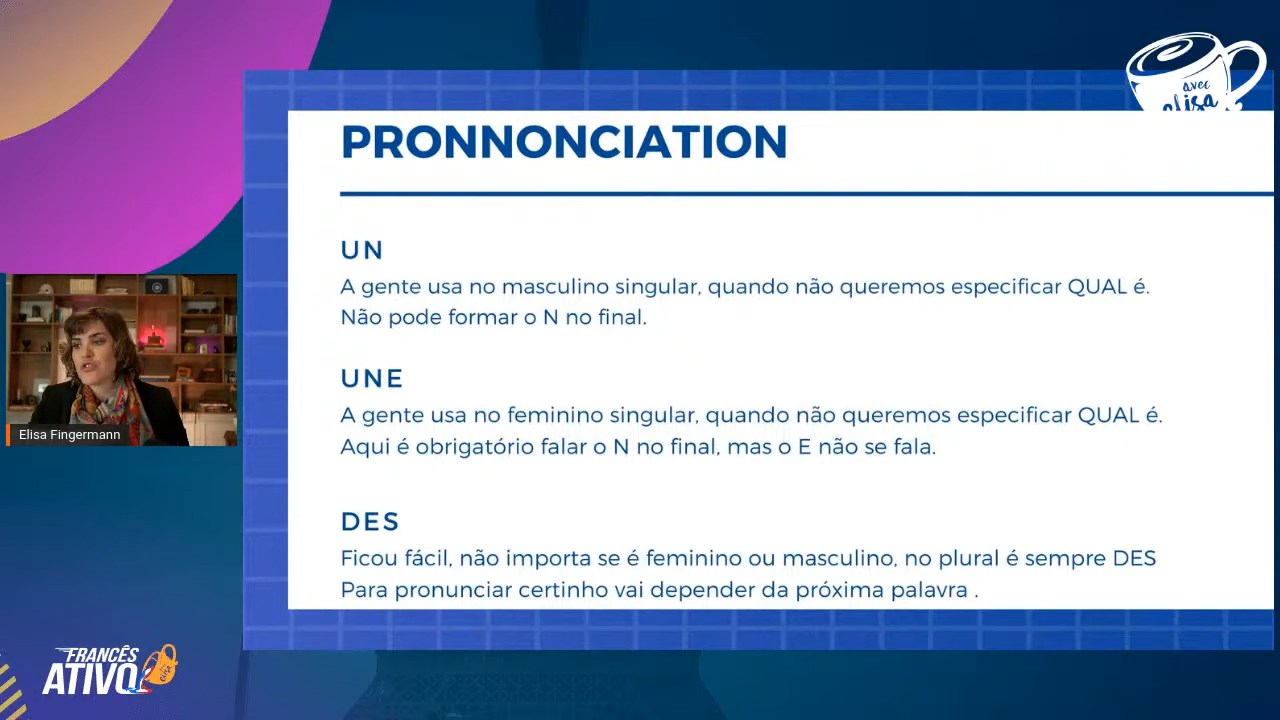 avec
elisa
PRONNONCIATION
UN
A gente usa no masculino singular, quando não queremos especificar QUAL é.
Não pode formar o N no final.
UNE
A gente usa no feminino singular, quando não queremos especificar QUAL é.
Aqui é obrigatório falar o N no final, mas o E não se fala.
Elisa Fingermann
DES
Ficou fácil, não importa se é feminino ou masculino, no plural é sempre DES
Para pronunciar certinho vai depender da próxima palavra .
FRANCÊS
ATIVO